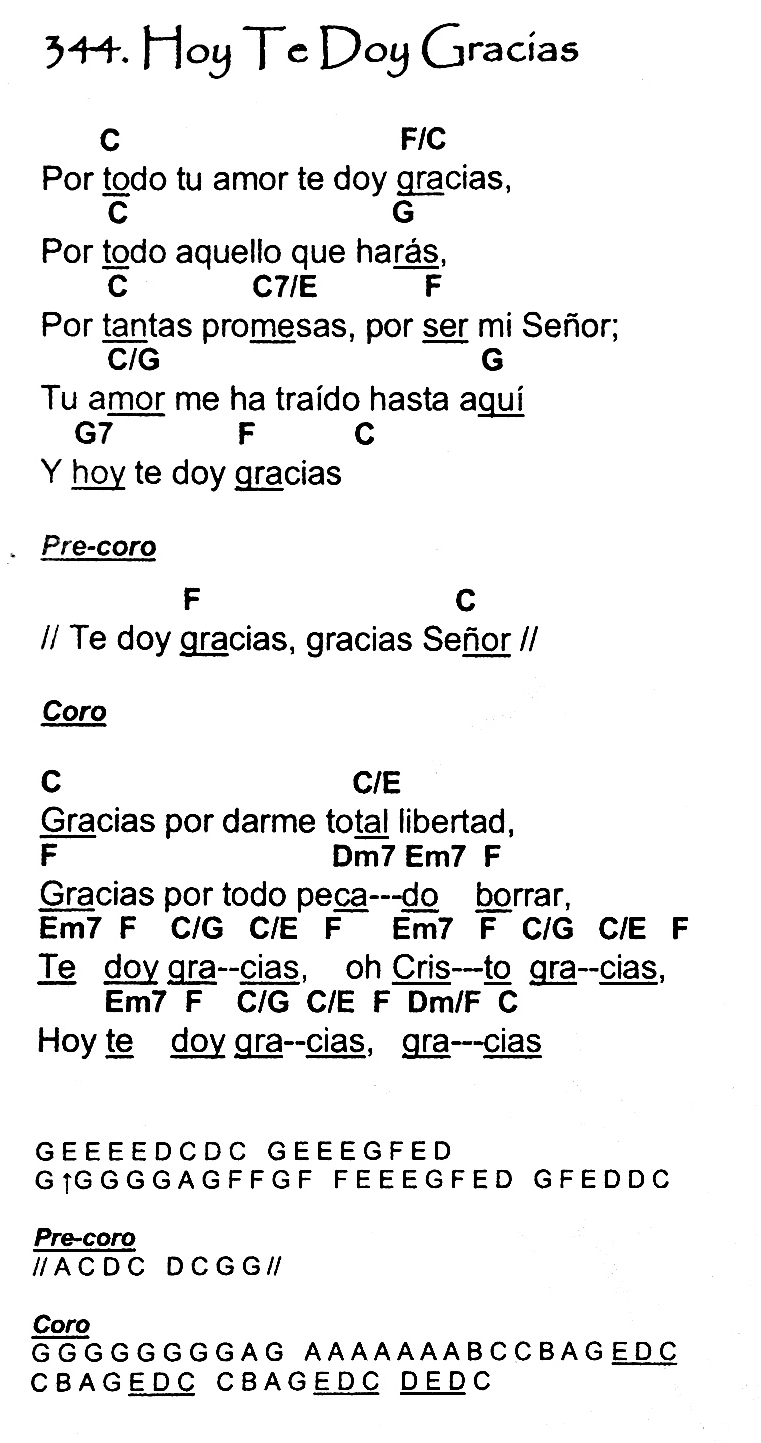 344. Hoy Te Doy Gracias
C F/C
Por todo tu amor te doy gracias,
C G
Por todo aquello que harás,
C C7/E F
Por tantas promesas, por ser mi Señor;
C/G G
Tu amor me ha traído hasta aquí
G7 F C
Y hoy te doy gracias
Pre-coro
F C
// Te doy gracias, gracias Señor //
Coro
C C/E
Gracias por darme total libertad,
F Dm7 Em7 F
Gracias por todo peca---do borrar,
Em7 F C/G C/E F Em7 F C/G C/E F
Te doy gra--cias, oh Cris---to gra--cias,
Em7 F C/G C/E F Dm/F C
Hoy te doy gra--cias, gra---cias
G E E E E D C D C G E E E G F E D
G ↑G G G G A G F F G F F E E E G F E D G F E D D C
Pre-coro
// A C D C D C G G //
Coro
G G G G G G G G A G A A A A A A A B C C B A G E D C
C B A G E D C C B A G E D C D E D C